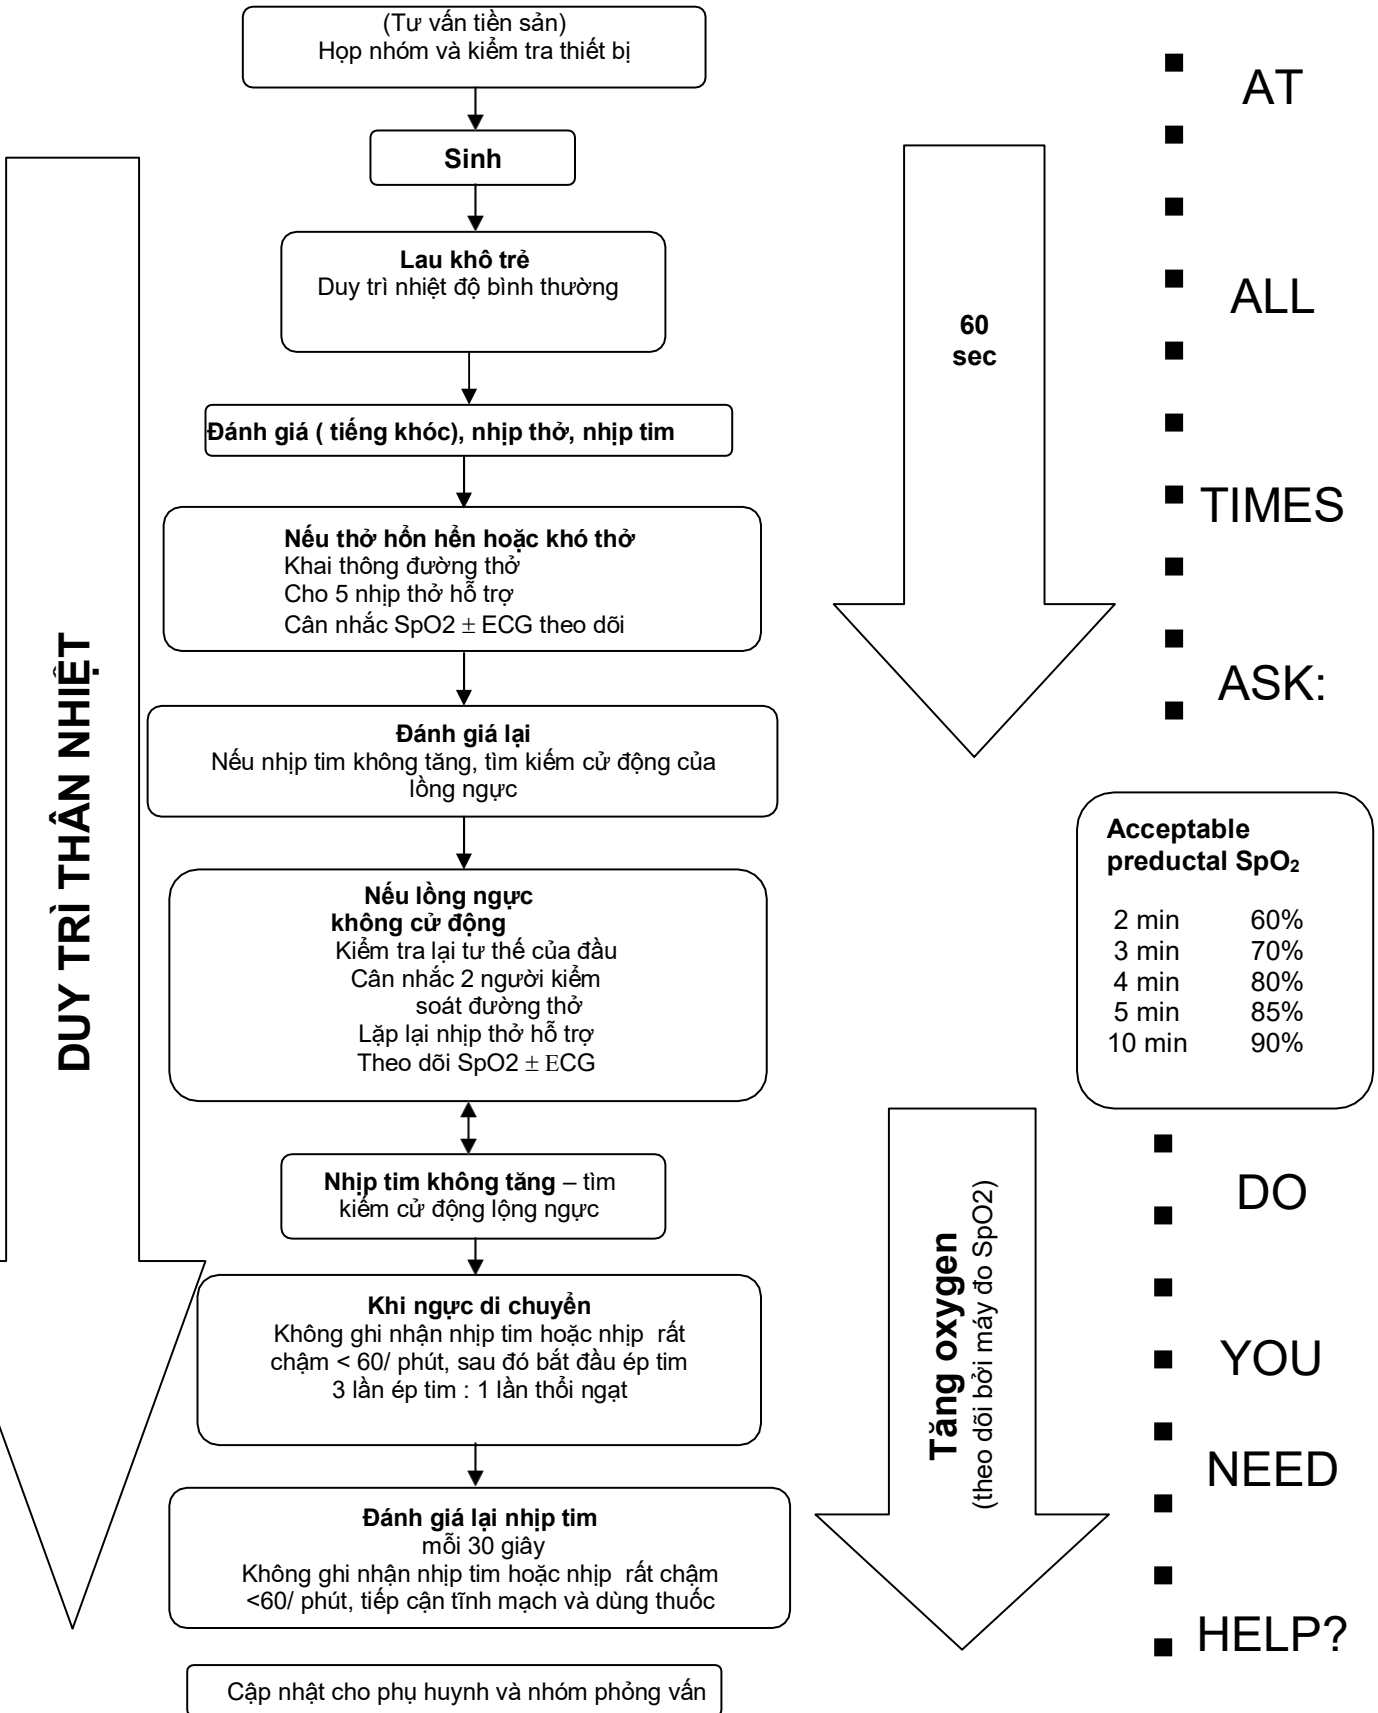 (Tư vấn tiền sản)
Họp nhóm và kiểm tra thiết bị
Sinh
Lau khô trẻ
Duy trì nhiệt độ bình thường
Đánh giá ( tiếng khóc), nhịp thở, nhịp tim
Nếu thở hổn hển hoặc khó thở
Khai thông đường thở
Cho 5 nhịp thở hỗ trợ
Cân nhắc SpO2 ± ECG theo dõi
Đánh giá lại
Nếu nhịp tim không tăng, tìm kiếm cử động của
lồng ngực
Nếu lồng ngực
không cử động
Kiểm tra lại tư thế của đầu
Cân nhắc 2 người kiểm
soát đường thở
Lặp lại nhịp thở hỗ trợ
Theo dõi SpO2 ± ECG
Nhịp tim không tăng – tìm
kiếm cử động lộng ngực
Khi ngực di chuyển
Không ghi nhận nhịp tim hoặc nhịp rất
chậm < 60/ phút, sau đó bắt đầu ép tim
3 lần ép tim : 1 lần thổi ngạt
Đánh giá lại nhịp tim
mỗi 30 giây
Không ghi nhận nhịp tim hoặc nhịp rất chậm
<60/ phút, tiếp cận tĩnh mạch và dùng thuốc
Cập nhật cho phụ huynh và nhóm phỏng vấn
DUY TRÌ THÂN NHIỆT
60
sec
Tăng oxygen
(theo dõi bởi máy đo SpO2)
AT
ALL
TIMES
ASK:
Acceptable
preductal SpO₂
2 min 60%
3 min 70%
4 min 80%
5 min 85%
10 min 90%
DO
YOU
NEED
HELP?